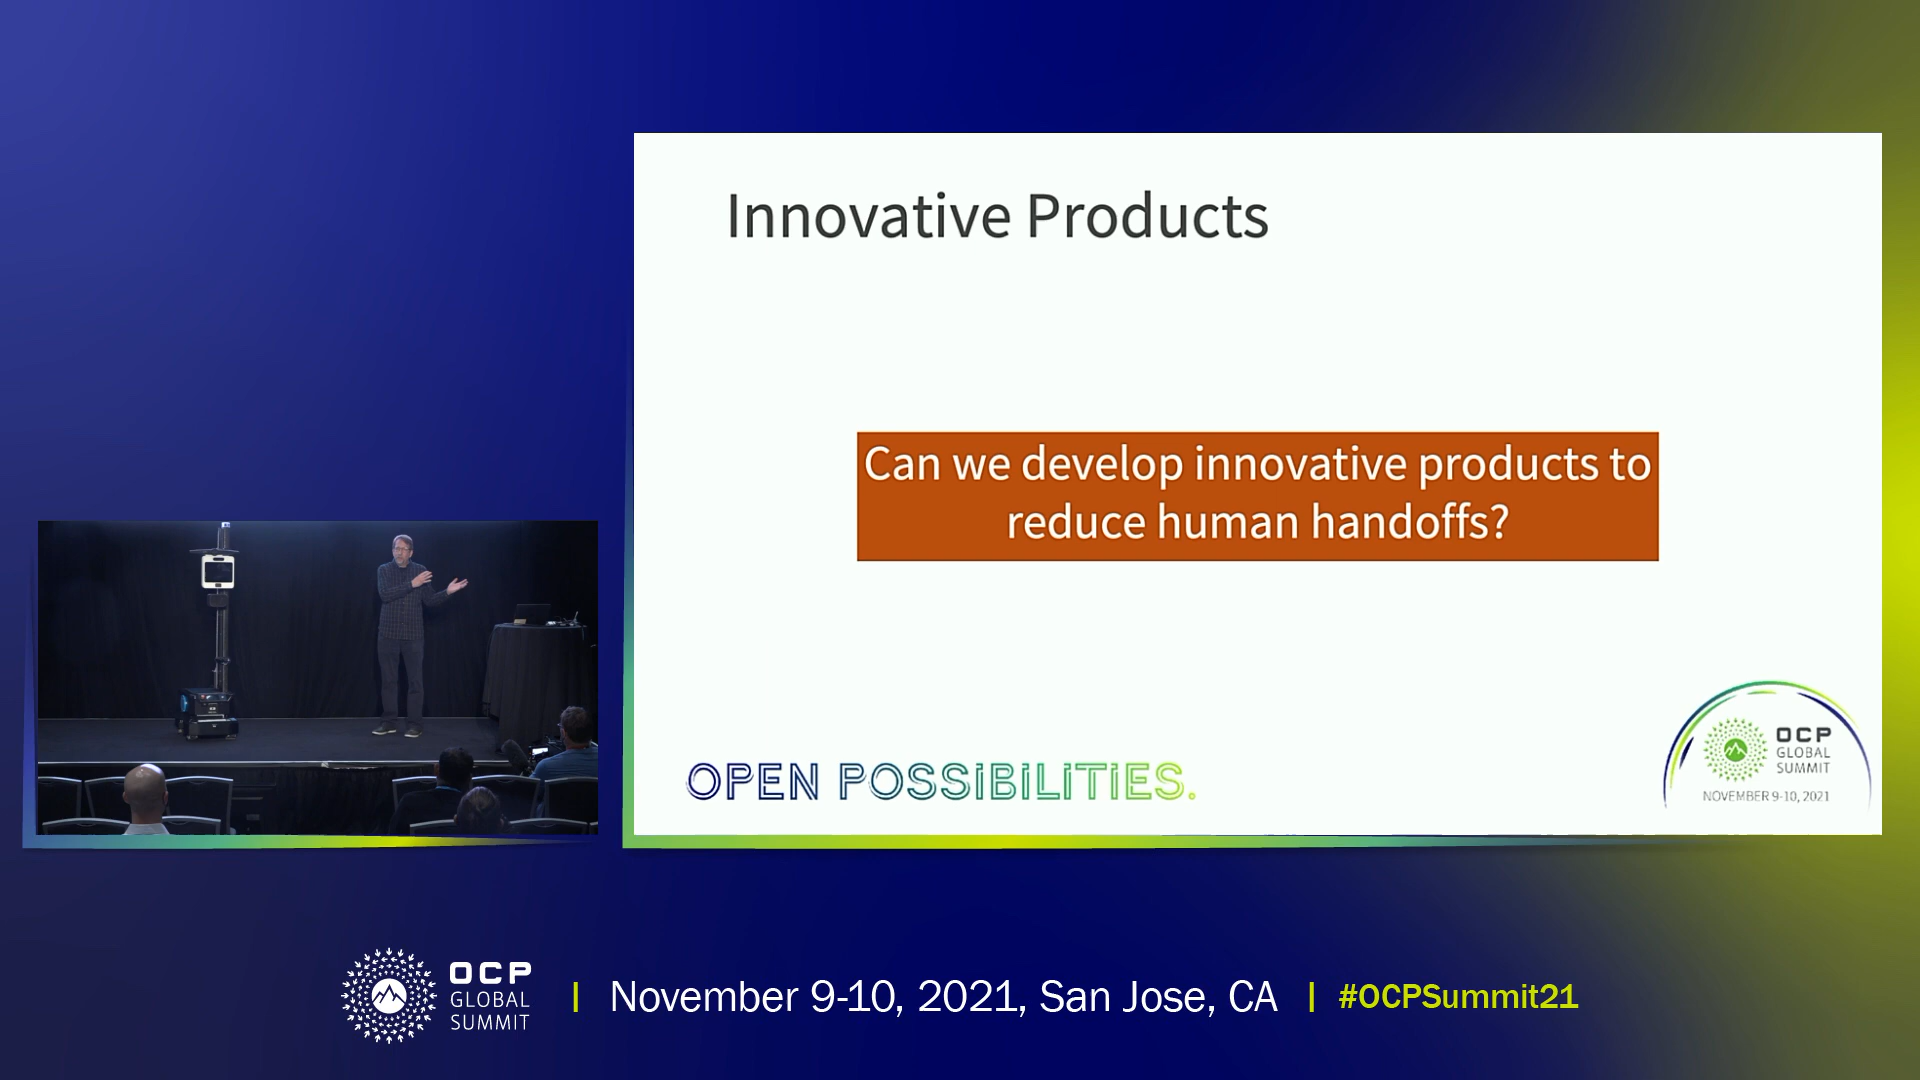 Innovative Products
Can we develop innovative products to
reduce human handoffs?
OPEN POSSIBILITIES.
OCP
GLOBAL
SUMMIT
NOVEMBER 9-10, 2021
OCP
GLOBAL
SUMMIT
November 9-10, 2021, San Jose, CA
#OCPSummit21